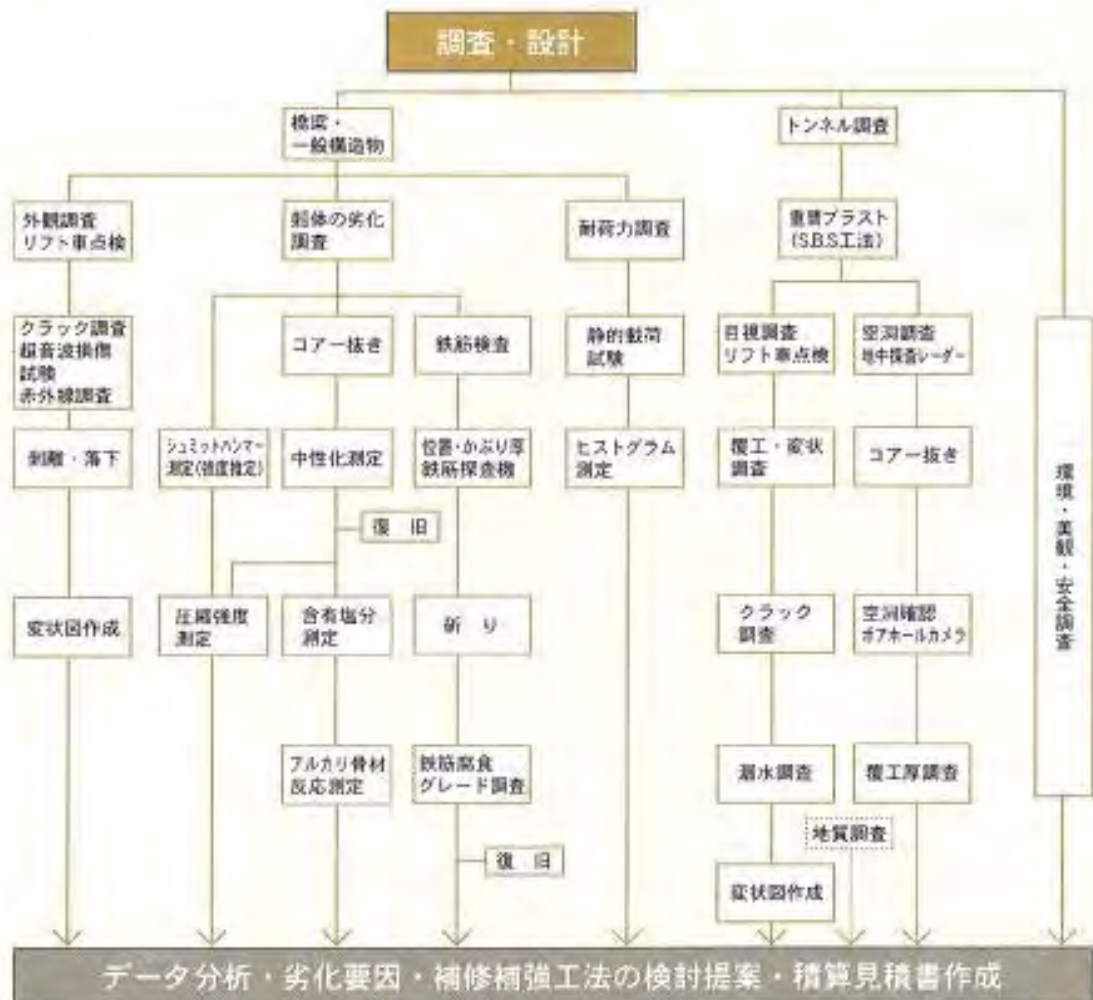 調査・設計
橋梁・
一般構造物
トンネル調査
外観調査
リフト車点検
躯体の劣化
調査
耐荷力調査
重曹ブラスト
(S.B.S工法)
クラック調査
超音波損傷
試験
赤外線調査
コアー抜き
鉄筋検査
静的載荷
試験
目視調査
リフト車点検
空洞調査
地中探査レーダー
剥離・落下
シュミットハンマー
測定(強度推定)
中性化測定
位置・かぶり厚
鉄筋探査機
ヒストグラム
測定
覆工・変状
調査
コアー抜き
環境・美観・安全調査
復 旧
変状図作成
圧縮強度
測定
含有塩分
測定
斫 り
クラック
調査
空洞確認
ボアホールカメラ
アルカリ骨材
反応測定
鉄筋腐食
グレード調査
漏水調査
覆工厚調査
地質調査
復 旧
変状図作成
データ分析・劣化要因・補修補強工法の検討提案・積算見積書作成